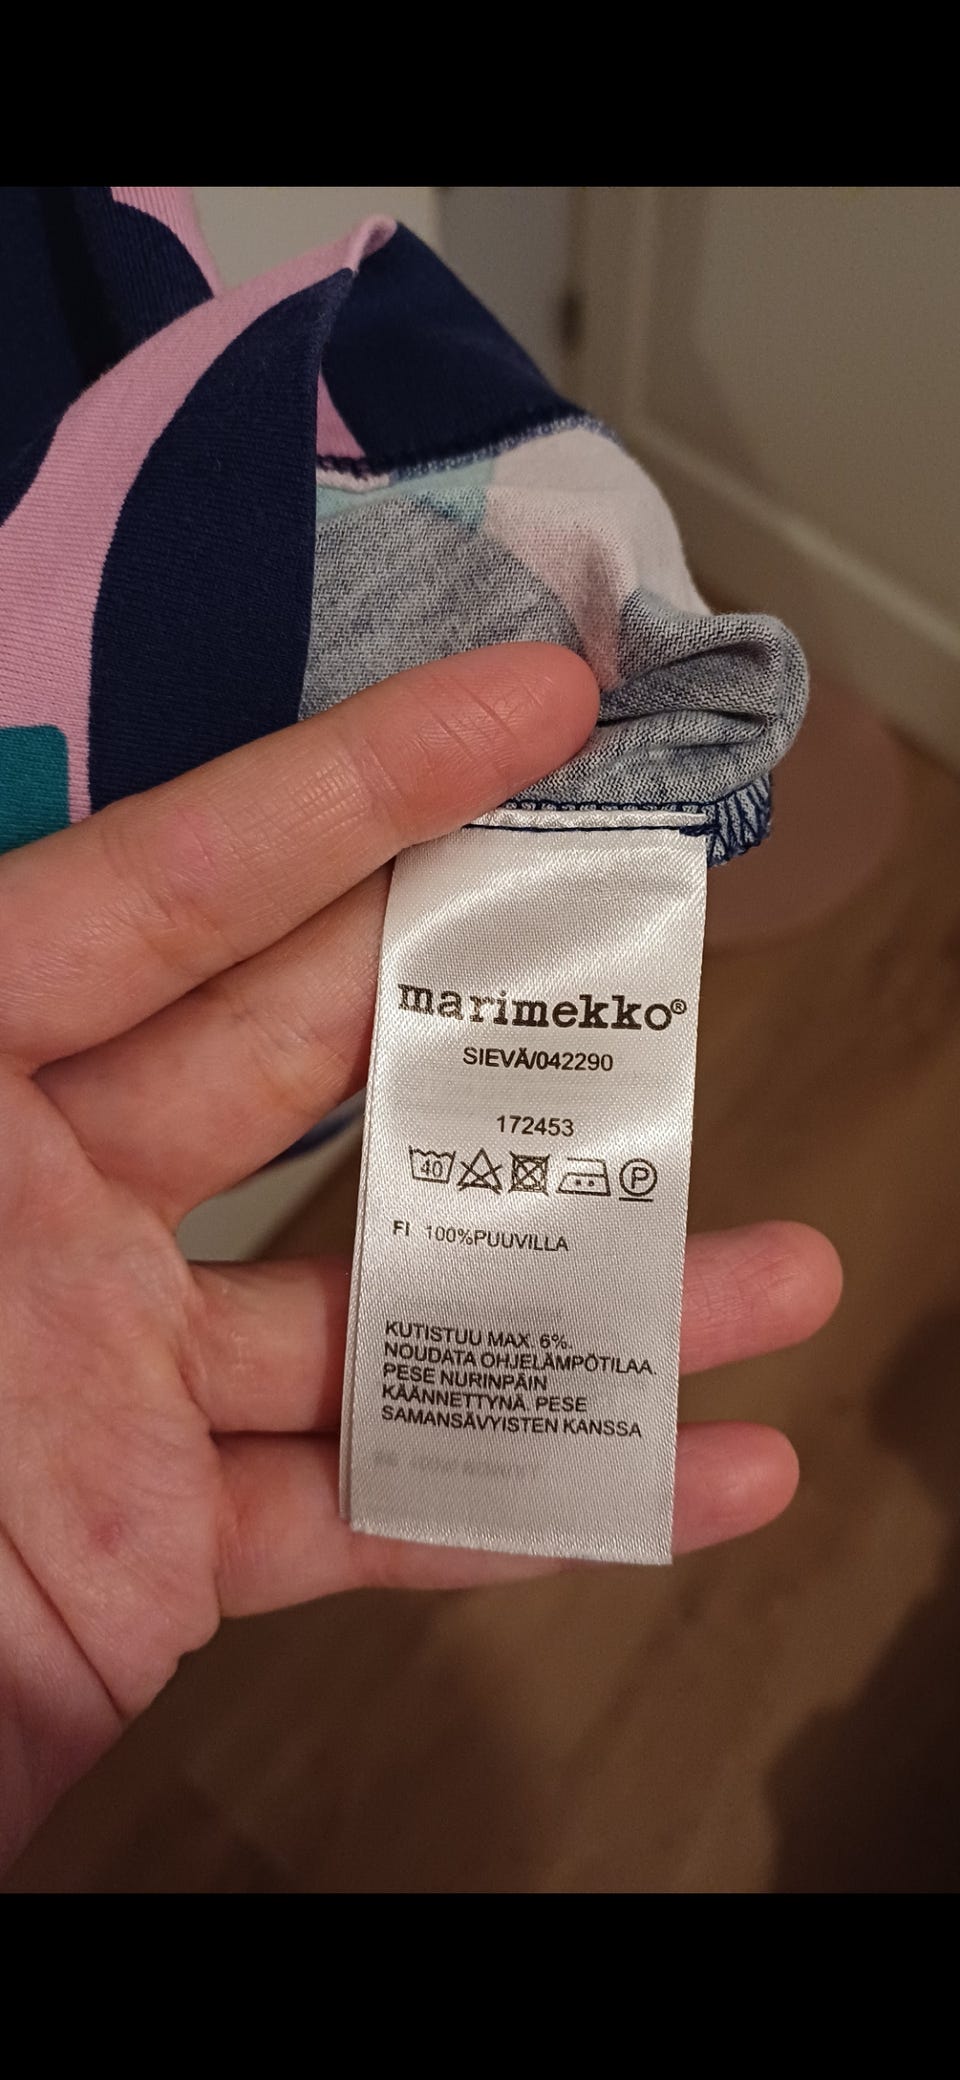 marimekko®
SIEVÄ/042290
172453
40 P
FI 100%PUUVILLA
KUTISTUU MAX. 6%.
NOUDATA OHJELÄMPÖTILAA.
PESE NURINPÄIN
KÄÄNNETTYNÄ. PESE
SAMANSÄVYISTEN KANSSA